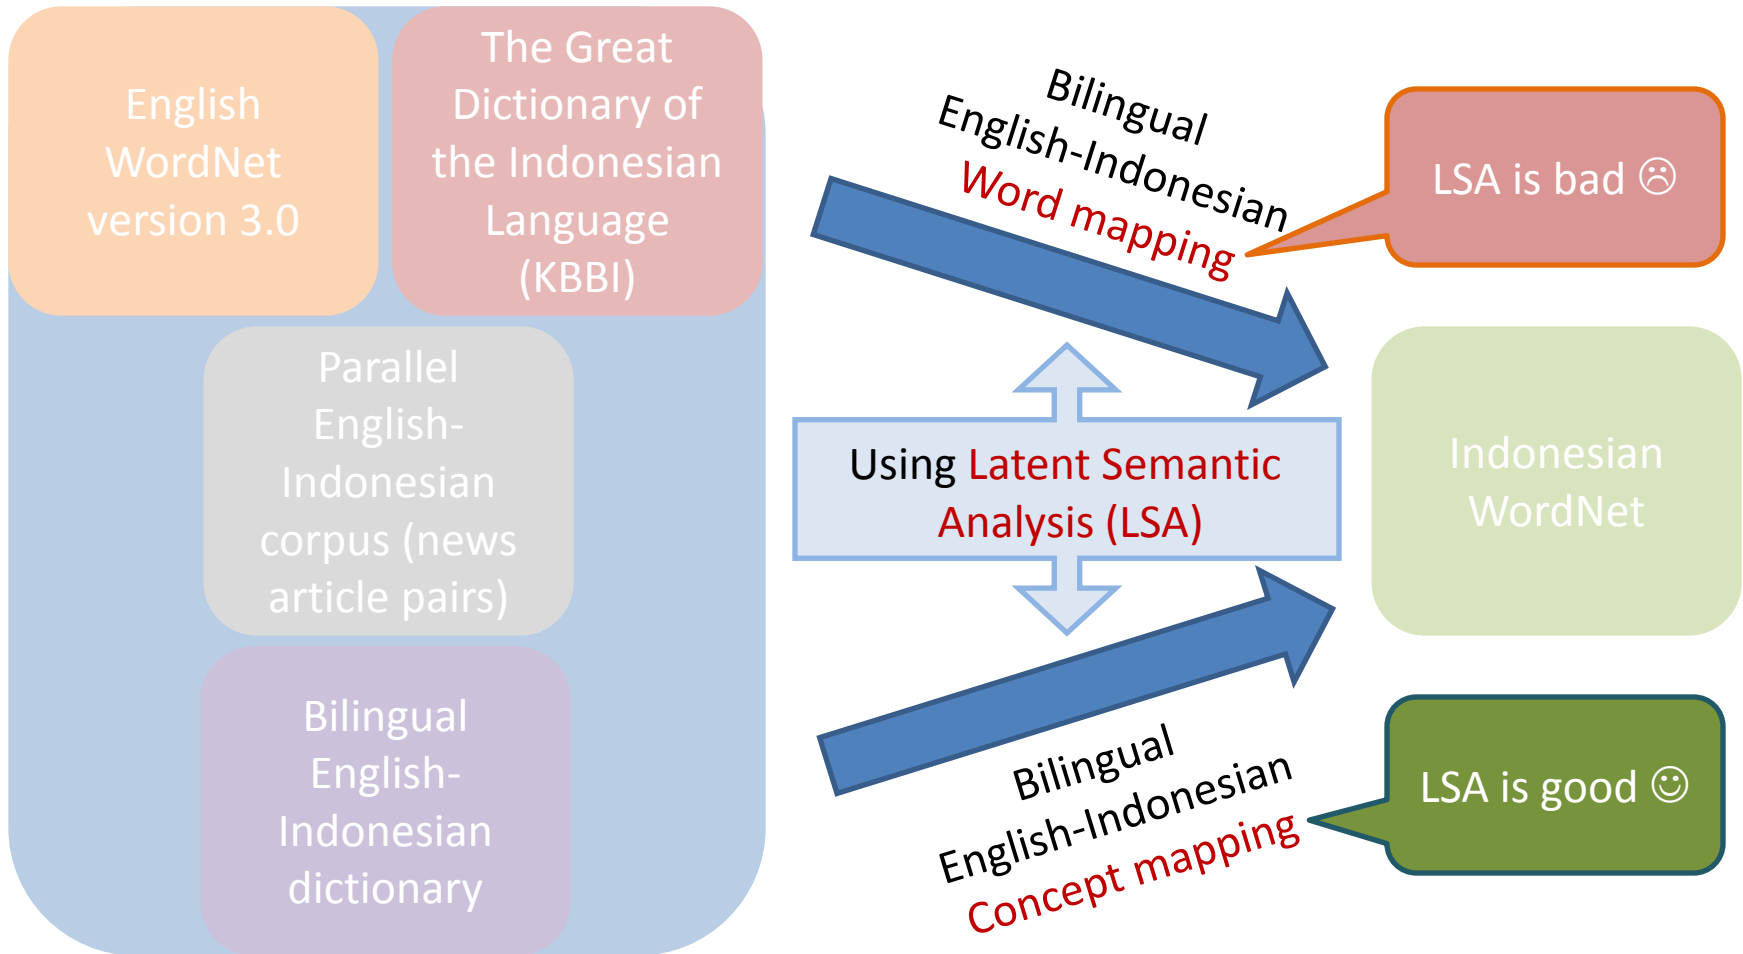 English
WordNet
version 3.0
The Great
Dictionary of
the Indonesian
Language
(KBBI)
Parallel
English-
Indonesian
corpus (news
article pairs)
Bilingual
English-
Indonesian
dictionary
Bilingual
English-Indonesian
Word mapping
LSA is bad ☹
Using Latent Semantic
Analysis (LSA)
Indonesian
WordNet
Bilingual
English-Indonesian
Concept mapping
LSA is good ☺